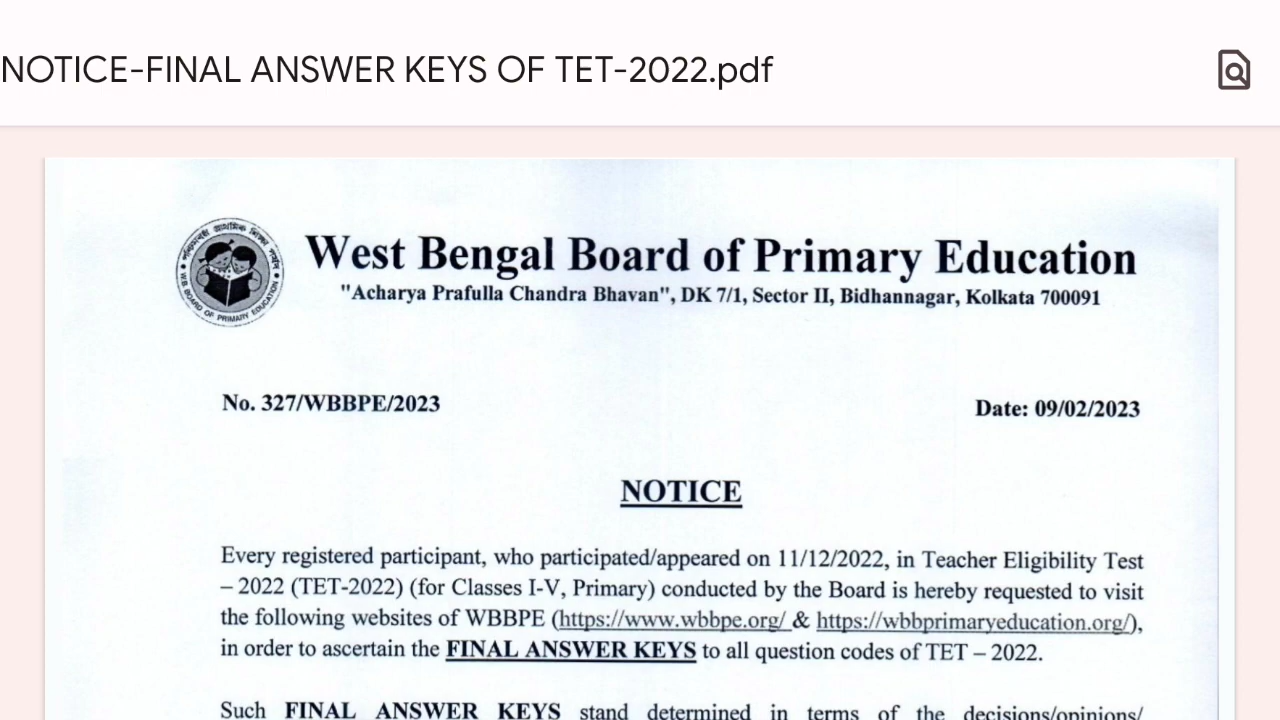 NOTICE-FINAL ANSWER KEYS OF TET-2022.pdf
West Bengal Board of Primary Education
"Acharya Prafulla Chandra Bhavan", DK 7/1, Sector II, Bidhannagar, Kolkata 700091
W.B. BOARD OF PRIMARY EDUCATION
No. 327/WBBPE/2023
Date: 09/02/2023
NOTICE
Every registered participant, who participated/appeared on 11/12/2022, in Teacher Eligibility Test
– 2022 (TET-2022) (for Classes I-V, Primary) conducted by the Board is hereby requested to visit
the following websites of WBBPE (https://www.wbbpe.org/ & https://wbbprimaryeducation.org/),
in order to ascertain the FINAL ANSWER KEYS to all question codes of TET – 2022.
Such FINAL ANSWER KEYS stand determined in terms of the decisions/opinions/